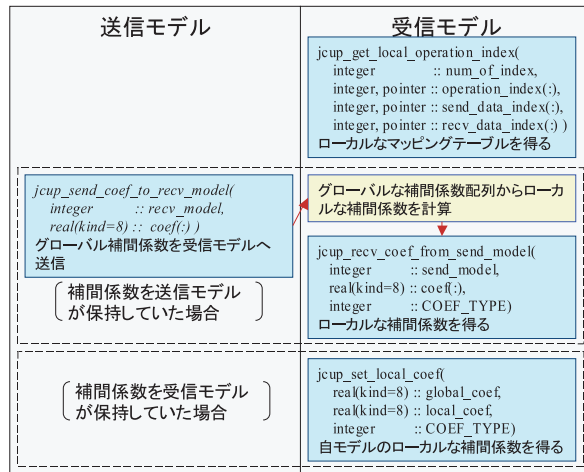 送信モデル
受信モデル
jcup_get_local_operation_index(
integer :: num_of_index,
integer, pointer :: operation_index(:),
integer, pointer :: send_data_index(:),
integer, pointer :: recv_data_index(:) )
ローカルなマッピングテーブルを得る
jcup_send_coef_to_recv_model(
integer :: recv_model,
real(kind=8) :: coef(:) )
グローバル補間係数を受信モデルへ
送信
補間係数を送信モデル
が保持していた場合
グローバルな補間係数配列からローカ
ルな補間係数を計算
jcup_recv_coef_from_send_model(
integer :: send_model,
real(kind=8) :: coef(:),
integer :: COEF_TYPE)
ローカルな補間係数を得る
補間係数を受信モデル
が保持していた場合
jcup_set_local_coef(
real(kind=8) :: global_coef,
real(kind=8) :: local_coef,
integer :: COEF_TYPE)
自モデルのローカルな補間係数を得る